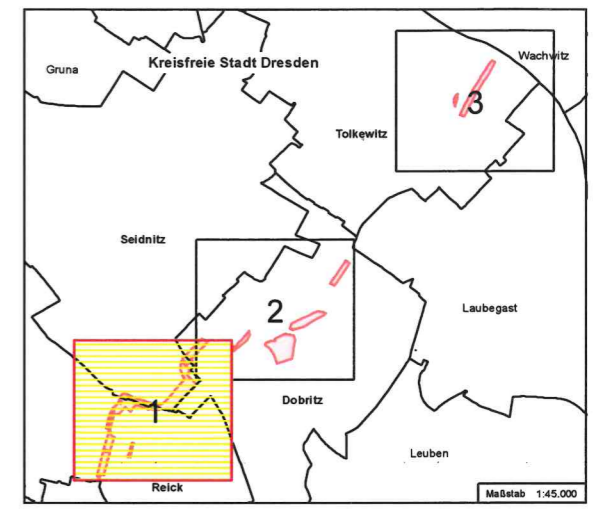 Wachwitz
Gruna
Kreisfreie Stadt Dresden
3
Tolkewitz
Seidnitz
Laubegast
2
Dobritz
1
Leuben
Reick
Maßstab 1:45.000